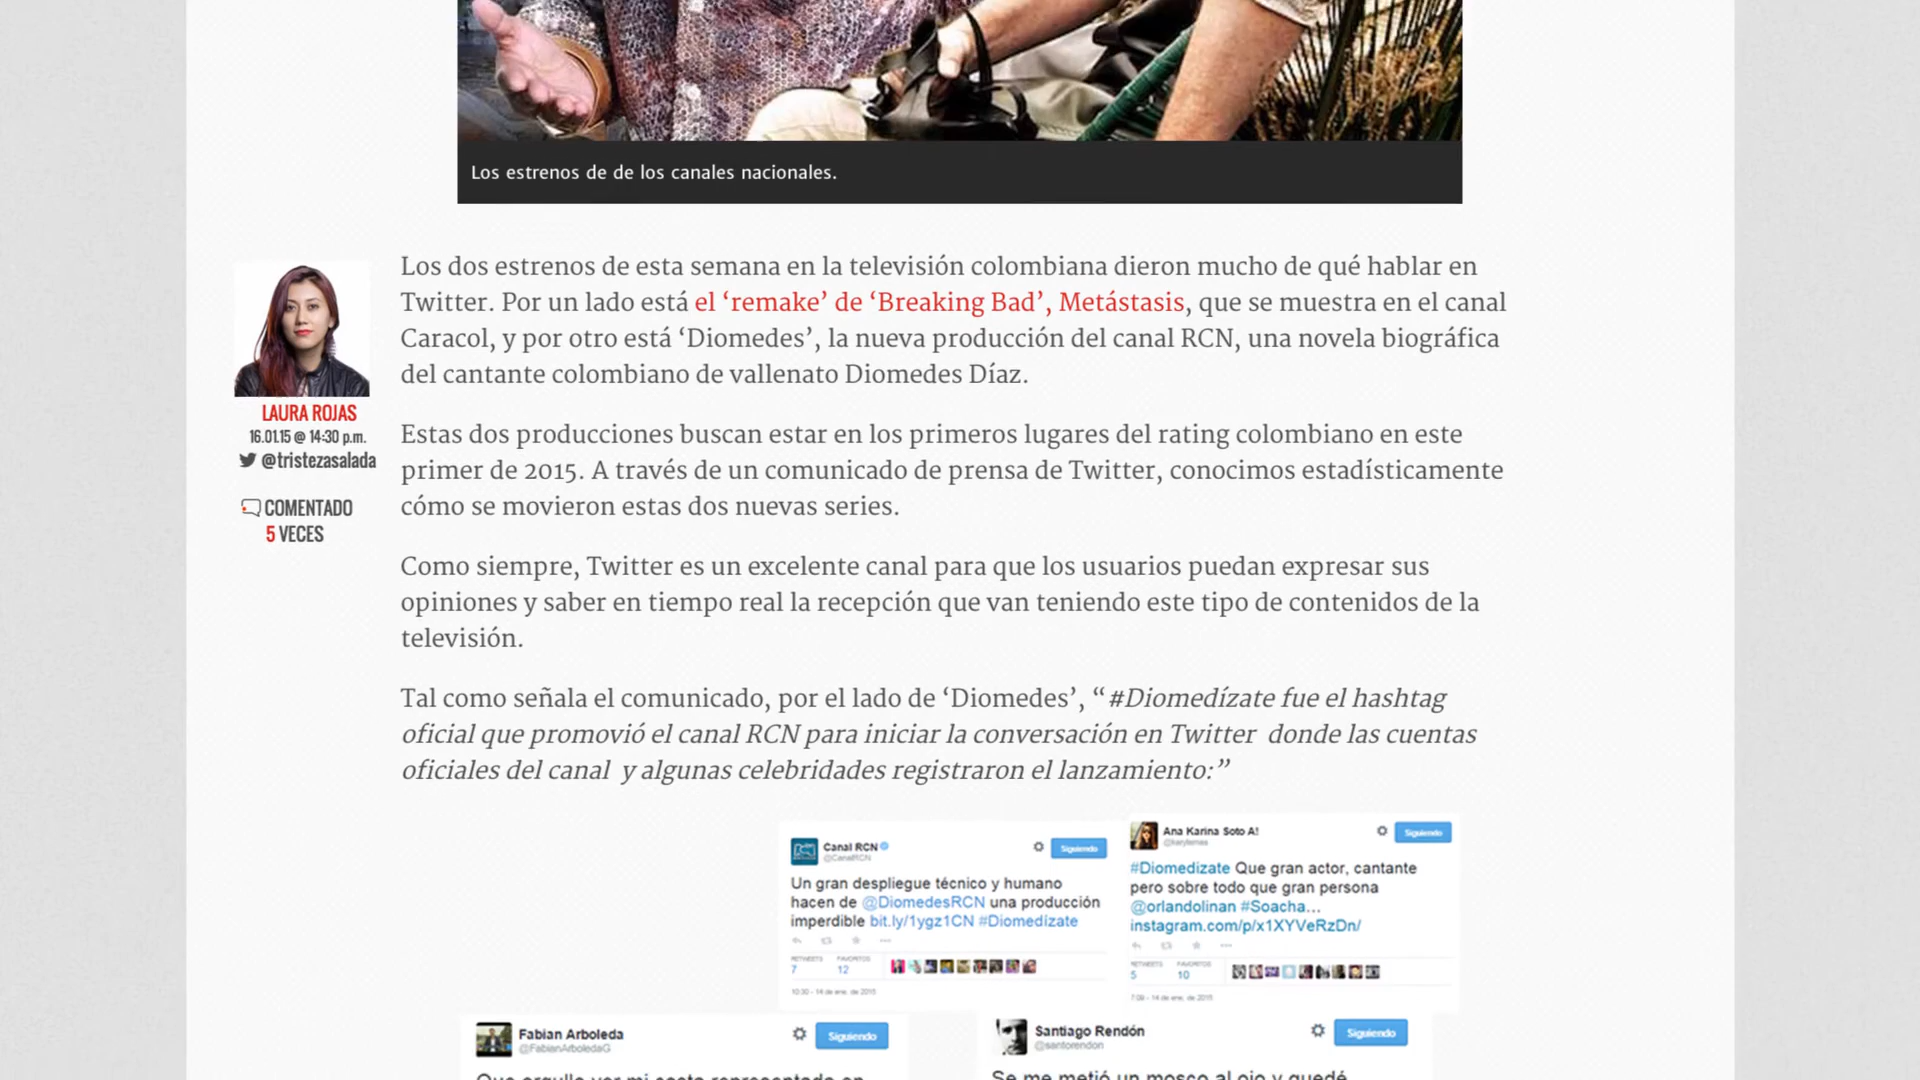 Los estrenos de de los canales nacionales.
LAURA ROJAS
16.01.15 @ 14:30 p.m.
@tristezasalada
COMENTADO
5 VECES
Los dos estrenos de esta semana en la televisión colombiana dieron mucho de qué hablar en
Twitter. Por un lado está el ‘remake’ de ‘Breaking Bad’, Metástasis, que se muestra en el canal
Caracol, y por otro está ‘Diomedes’, la nueva producción del canal RCN, una novela biográfica
del cantante colombiano de vallenato Diomedes Díaz.
Estas dos producciones buscan estar en los primeros lugares del rating colombiano en este
primer de 2015. A través de un comunicado de prensa de Twitter, conocimos estadísticamente
cómo se movieron estas dos nuevas series.
Como siempre, Twitter es un excelente canal para que los usuarios puedan expresar sus
opiniones y saber en tiempo real la recepción que van teniendo este tipo de contenidos de la
televisión.
Tal como señala el comunicado, por el lado de ‘Diomedes’, “#Diomedízate fue el hashtag
oficial que promovió el canal RCN para iniciar la conversación en Twitter donde las cuentas
oficiales del canal y algunas celebridades registraron el lanzamiento:”
Canal RCN
@CanalRCN
Siguiendo
Un gran despliegue técnico y humano
hacen de @DiomedesRCN una producción
imperdible bit.ly/1ygz1CN #Diomedízate
RETWEETS FAVORITOS
7 12
10:30 - 14 de ene. de 2015
Ana Karina Soto A!
Siguiendo
#Diomedizate Que gran actor, cantante
pero sobre todo que gran persona
@orlandolinan #Soacha...
instagram.com/p/x1XYVeRzDn/
RETWEETS FAVORITOS
5 10
7:09 - 14 de ene. de 2015
Fabian Arboleda
@FabianArboledaG
Siguiendo
Que orgullo ver mi costa representada en
Santiago Rendón
@santorendon
Siguiendo
Se me metió un mosco al ojo y quedé